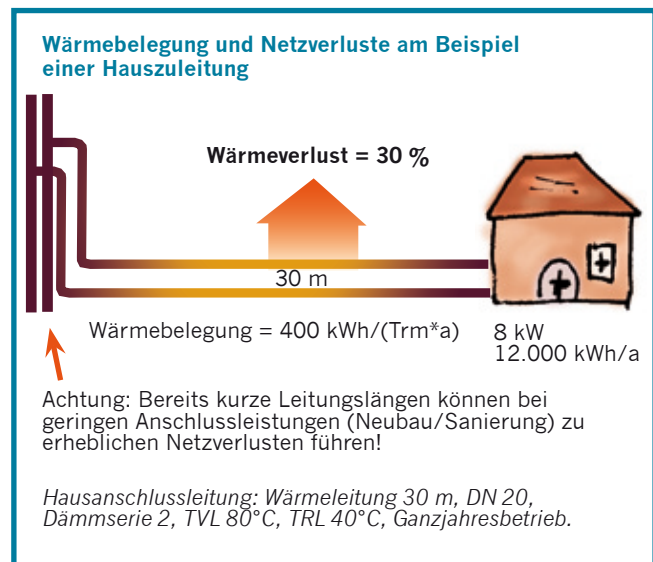 Wärmebelegung und Netzverluste am Beispiel
einer Hauszuleitung
Wärmeverlust = 30 %
30 m
Wärmebelegung = 400 kWh/(Trm*a)
8 kW
12.000 kWh/a
Achtung: Bereits kurze Leitungslängen können bei
geringen Anschlussleistungen (Neubau/Sanierung) zu
erheblichen Netzverlusten führen!
Hausanschlussleitung: Wärmeleitung 30 m, DN 20,
Dämmserie 2, TVL 80°C, TRL 40°C, Ganzjahresbetrieb.